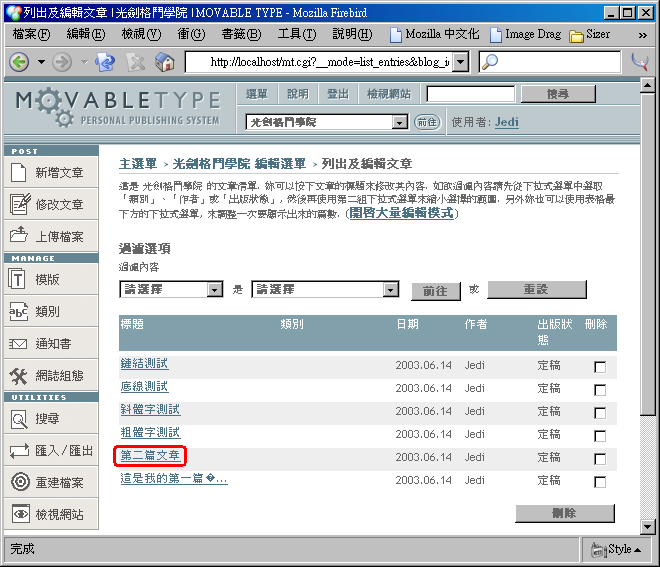 列出及編輯文章 | 光劍格鬥學院 | MOVABLE TYPE - Mozilla Firebird
檔案(F) 編輯(E) 檢視(V) 衝(G) 書籤(B) 工具(T) 說明(H) Mozilla 中文化 Image Drag Sizer »
http://localhost/mt.cgi?__mode=list_entries&blog_i
MOVABLETYPE
PERSONAL PUBLISHING SYSTEM
選單 說明 登出 檢視網站 搜尋
光劍格鬥學院 前往 使用者: Jedi
POST
新增文章
修改文章
上傳檔案
MANAGE
模版
類別
通知書
網誌組態
UTILITIES
搜尋
匯入/匯出
重建檔案
檢視網站
主選單 > 光劍格鬥學院 編輯選單 > 列出及編輯文章
這是 光劍格鬥學院 的文章清單. 妳可以按下文章的標題來修改其內容. 如欲過濾內容請先從下拉式選單中選取
「類別」、「作者」或「出版狀態」, 然後再使用第二組下拉式選單來縮小選擇的範圍. 另外妳也可以使用表格最
下方的下拉式選單, 來調整一次要顯示出來的篇數. (開啓大量編輯模式)
過濾選項
過濾內容
請選擇 是 請選擇 前往 或 重設
標題 類別 日期 作者 出版狀態 刪除
鏈結測試 2003.06.14 Jedi 定稿
底線測試 2003.06.14 Jedi 定稿
斜體字測試 2003.06.14 Jedi 定稿
粗體字測試 2003.06.14 Jedi 定稿
第二篇文章 2003.06.14 Jedi 定稿
這是我的第一篇�... 2003.06.14 Jedi 定稿
刪除
完成 Style